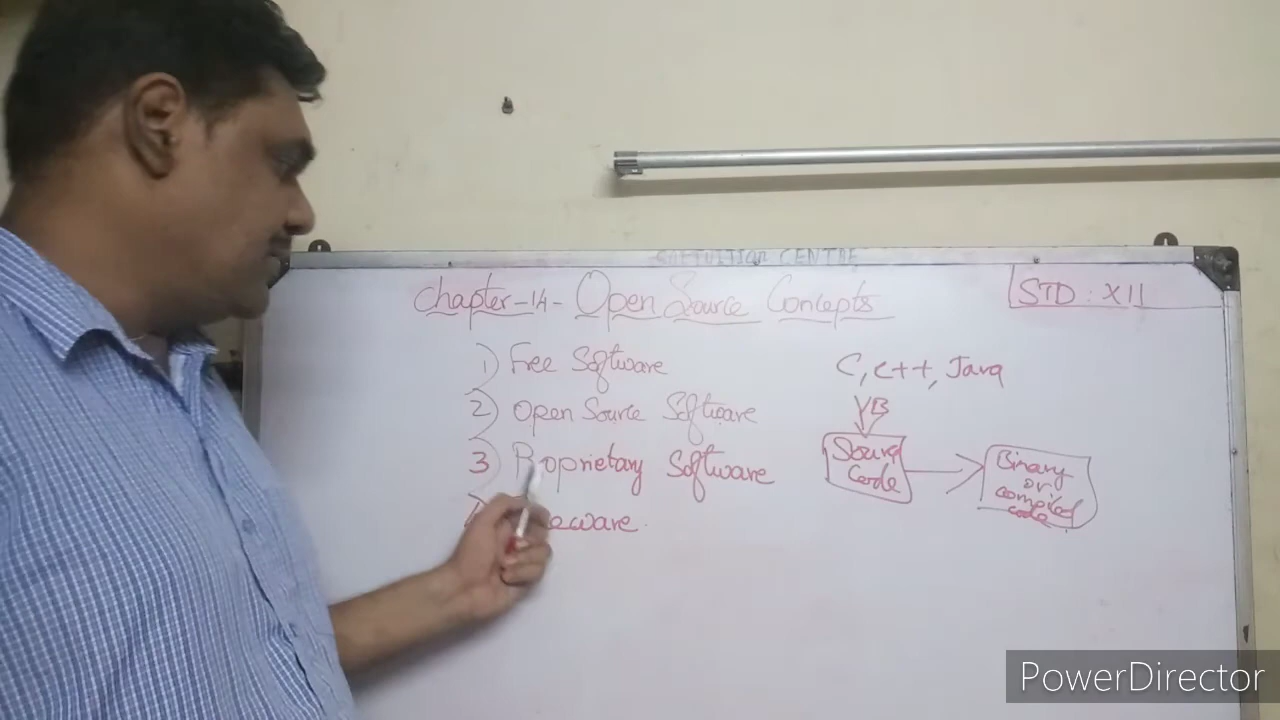 Chapter-14- Open Source Concepts
STD : XII
1) Free Software
2) Open Source Software
3) Proprietary Software
eware.
C, C++, Java
VB
Source
Code
Binary
or
compiled
code
PowerDirector